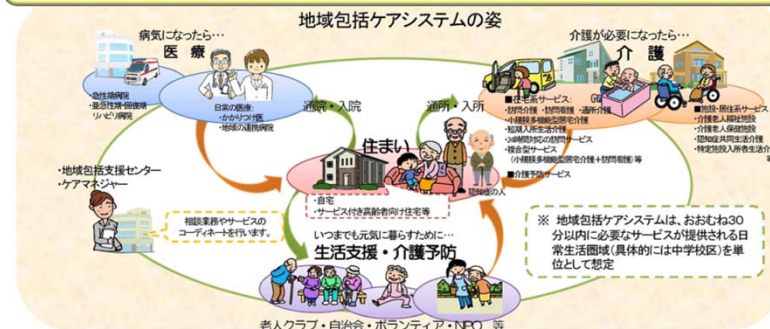 地域包括ケアシステムの姿
病気になったら…
医療
・急性期病院
・亜急性期・回復期
リハビリ病院
日常の医療:
・かかりつけ医
・地域の連携病院
通院・入院
通所・入所
介護が必要になったら…
介護
■在宅系サービス:
・訪問介護 ・訪問看護 ・通所介護
・小規模多機能型居宅介護
・短期入所生活介護
・24時間対応の訪問サービス
・複合型サービス
(小規模多機能型居宅介護+訪問看護)等
■介護予防サービス
■施設・居住系サービス
・介護老人福祉施設
・介護老人保健施設
・認知症共同生活介護
・特定施設入所者生活介
等
住まい
・自宅
・サービス付き高齢者向け住宅等
認知症の人
・地域包括支援センター
・ケアマネジャー
相談業務やサービスの
コーディネートを行います。
いつまでも元気に暮らすために…
生活支援・介護予防
老人クラブ・自治会・ボランティア・NPO 等
※ 地域包括ケアシステムは、おおむね30
分以内に必要なサービスが提供される日
常生活圏域(具体的には中学校区)を単
位として想定